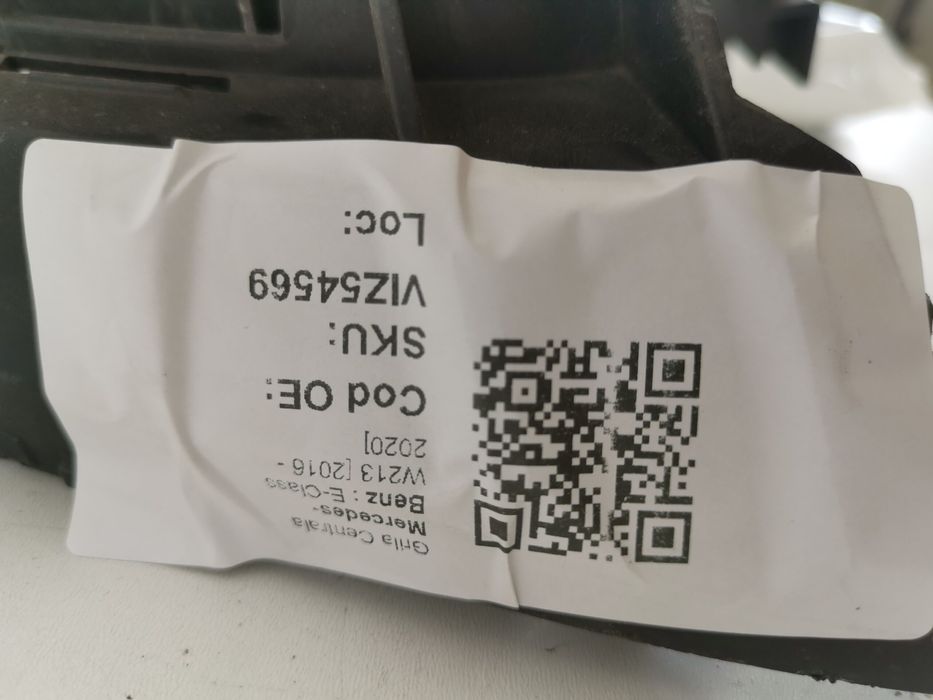 Grila Centrala
Mercedes-
Benz : E-Class
W213 [2016 -
2020]
Cod OE:
SKU:
VIZ54569
Loc: